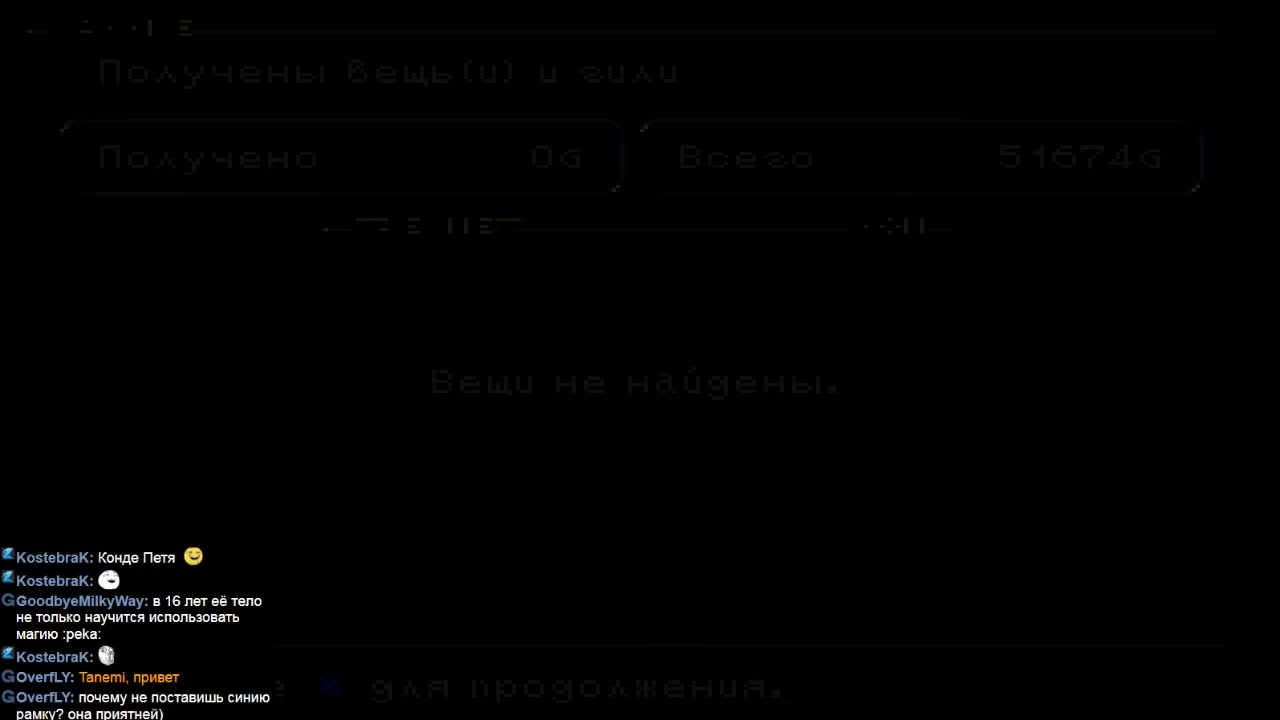 Получены вещь(и) и гили
Получено 0G Всего 51674G
Вещи не найдены.
KostebraK: Конде Петя
KostebraK:
GoodbyeMilkyWay: в 16 лет её тело
не только научится использовать
магию :peka:
KostebraK:
OverfLY: Tanemi, привет
для продолжения.
OverfLY: почему не поставишь синию
рамку? она приятней)